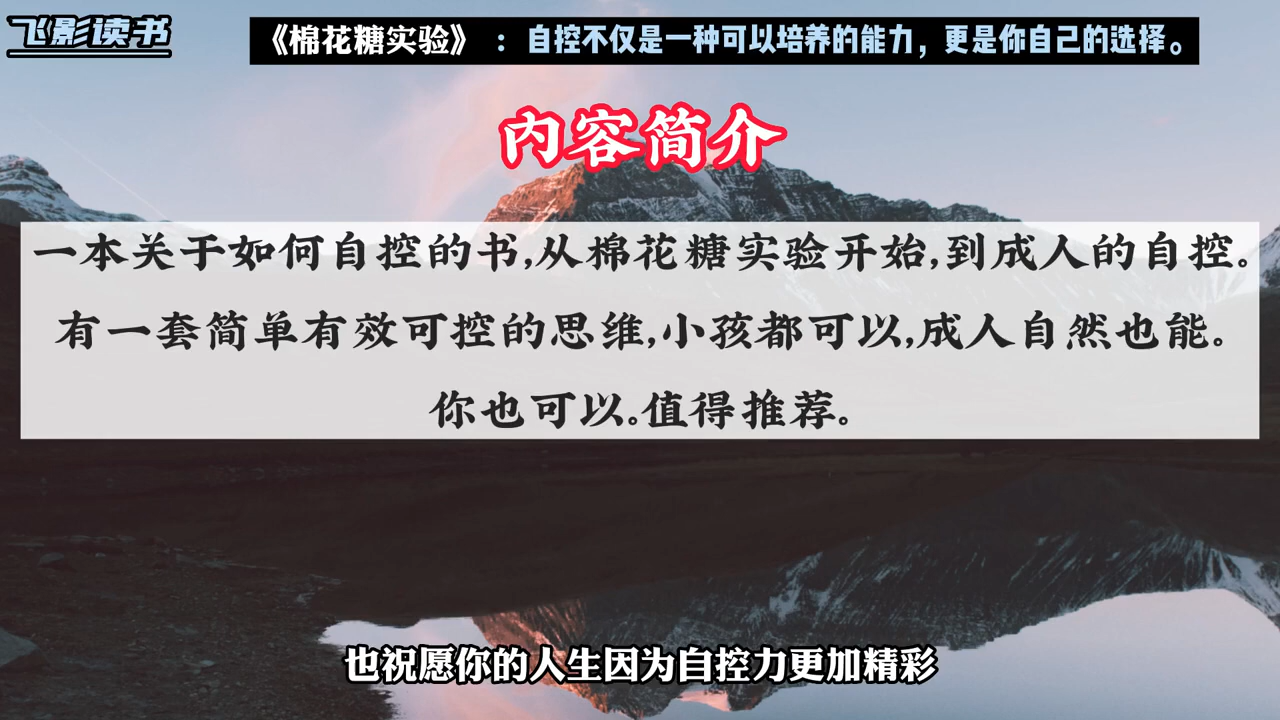 飞影读书
《棉花糖实验》 ：自控不仅是一种可以培养的能力，更是你自己的选择。
内容简介
一本关于如何自控的书,从棉花糖实验开始,到成人的自控。
有一套简单有效可控的思维,小孩都可以,成人自然也能。
你也可以。值得推荐。
也祝愿你的人生因为自控力更加精彩